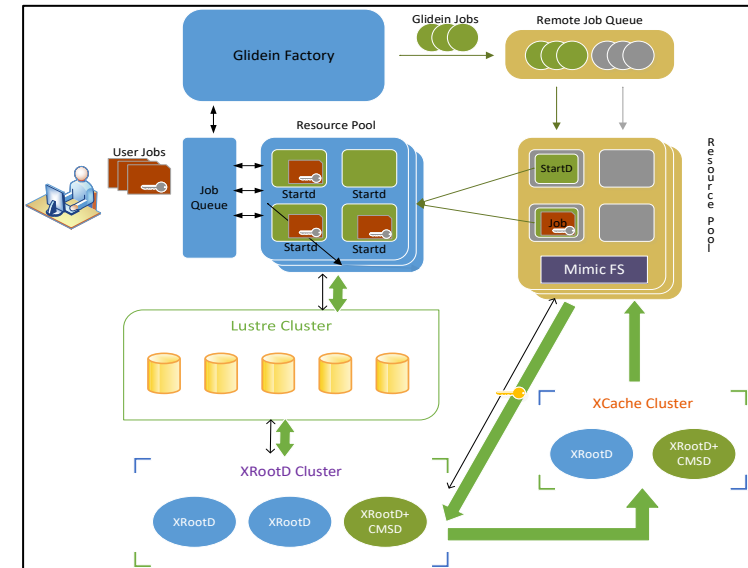 Glidein Jobs
Remote Job Queue
Glidein Factory
Resource Pool
User Jobs
Job
Queue
Startd
Startd
Startd
Startd
StartD
Job
Mimic FS
Resource Pool
Lustre Cluster
XCache Cluster
XRootD
XRootD+
CMSD
XRootD Cluster
XRootD
XRootD
XRootD+
CMSD